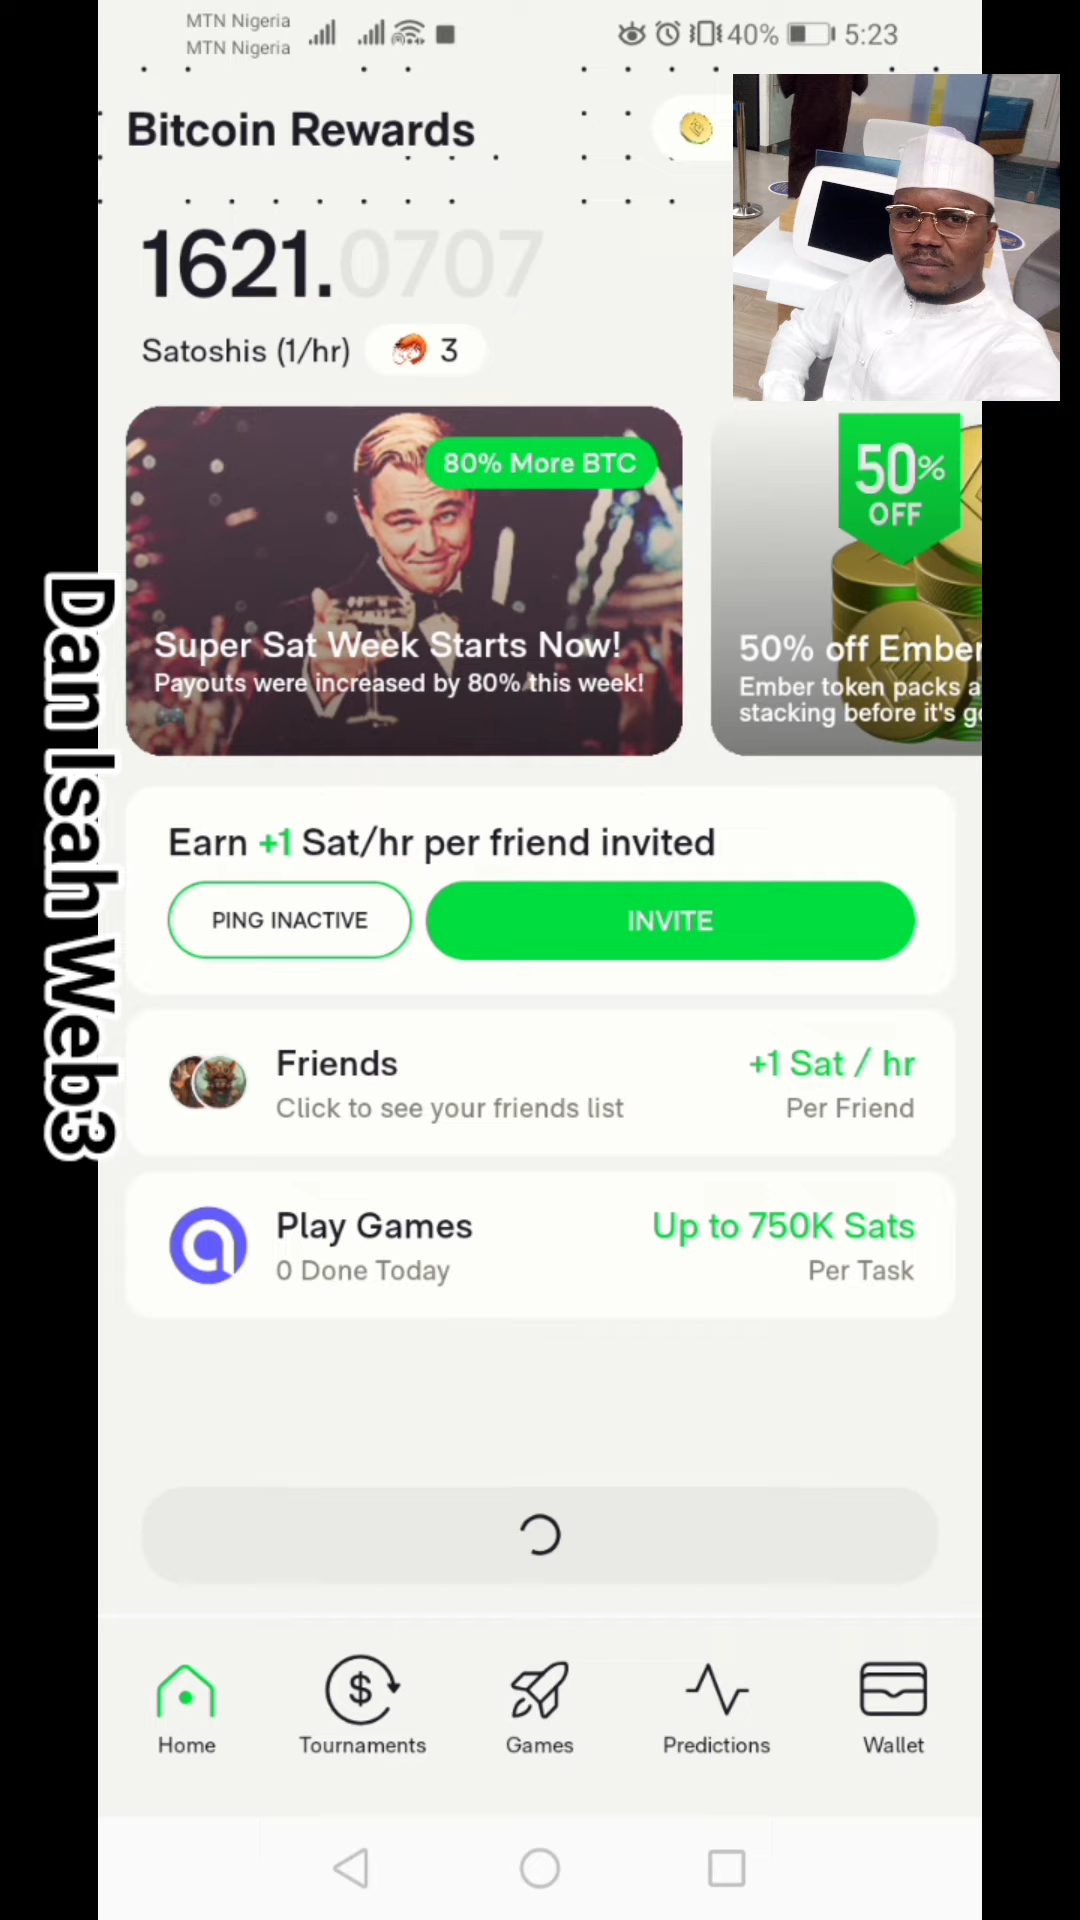 MTN Nigeria
MTN Nigeria
40% 5:23
Bitcoin Rewards
1621.0707
Satoshis (1/hr) 3
80% More BTC
Super Sat Week Starts Now!
Payouts were increased by 80% this week!
50% OFF
50% off Ember
Ember token packs a
stacking before it's g
Dan Isah Web3
Earn +1 Sat/hr per friend invited
PING INACTIVE
INVITE
Friends
+1 Sat / hr
Click to see your friends list
Per Friend
Play Games
Up to 750K Sats
0 Done Today
Per Task
Home
Tournaments
Games
Predictions
Wallet